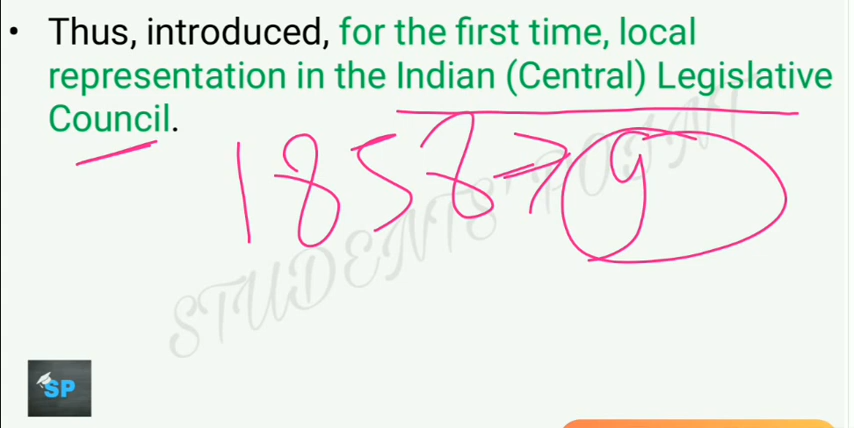 • Thus, introduced, for the first time, local
representation in the Indian (Central) Legislative
Council.
1858 → 9
STUDENTS' POINT
SP